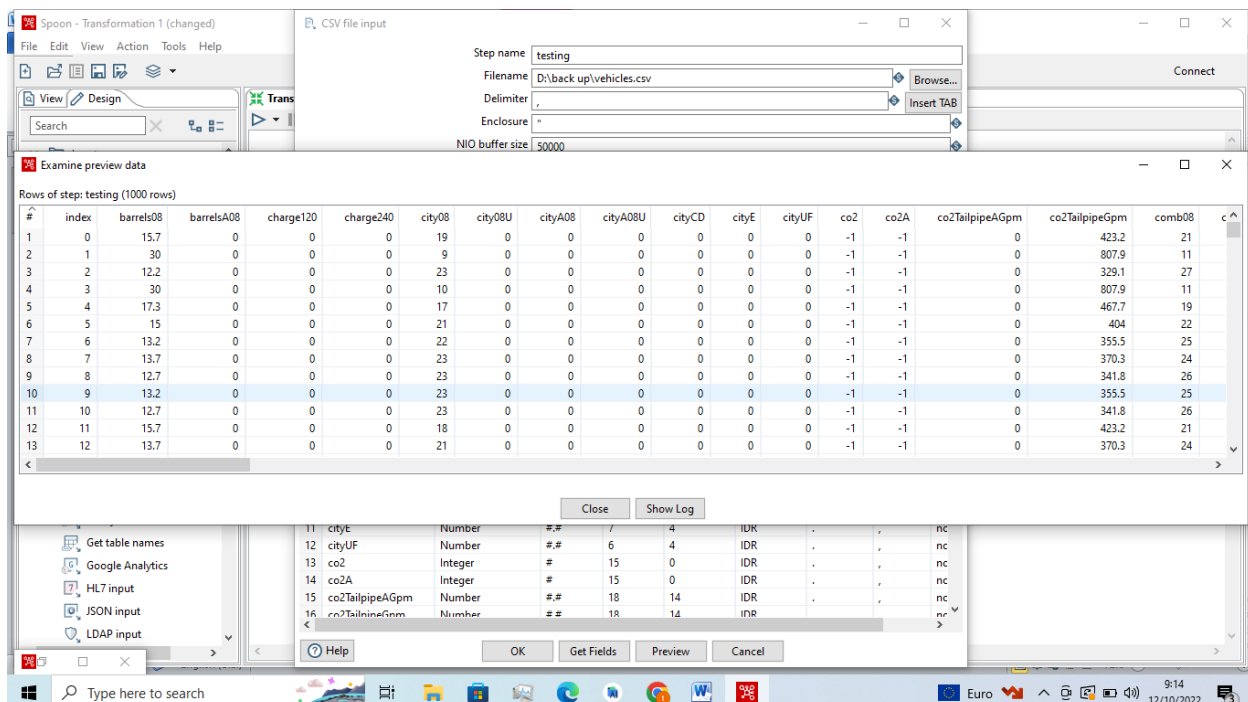 Spoon - Transformation 1 (changed)
CSV file input
File Edit View Action Tools Help
Step name testing
Filename D:\back up\vehicles.csv Browse...
Connect
View Design
Trans
Delimiter , Insert TAB
Search
Enclosure "
NIO buffer size 50000
Examine preview data
Rows of step: testing (1000 rows)
# index barrels08 barrelsA08 charge120 charge240 city08 city08U cityA08 cityA08U cityCD cityE cityUF co2 co2A co2TailpipeAGpm co2TailpipeGpm comb08 c
1 0 15.7 0 0 0 19 0 0 0 0 0 0 -1 -1 0 423.2 21
2 1 30 0 0 0 9 0 0 0 0 0 0 -1 -1 0 807.9 11
3 2 12.2 0 0 0 23 0 0 0 0 0 0 -1 -1 0 329.1 27
4 3 30 0 0 0 10 0 0 0 0 0 0 -1 -1 0 807.9 11
5 4 17.3 0 0 0 17 0 0 0 0 0 0 -1 -1 0 467.7 19
6 5 15 0 0 0 21 0 0 0 0 0 0 -1 -1 0 404 22
7 6 13.2 0 0 0 22 0 0 0 0 0 0 -1 -1 0 355.5 25
8 7 13.7 0 0 0 23 0 0 0 0 0 0 -1 -1 0 370.3 24
9 8 12.7 0 0 0 23 0 0 0 0 0 0 -1 -1 0 341.8 26
10 9 13.2 0 0 0 23 0 0 0 0 0 0 -1 -1 0 355.5 25
11 10 12.7 0 0 0 23 0 0 0 0 0 0 -1 -1 0 341.8 26
12 11 15.7 0 0 0 18 0 0 0 0 0 0 -1 -1 0 423.2 21
13 12 13.7 0 0 0 21 0 0 0 0 0 0 -1 -1 0 370.3 24
Close Show Log
11 cityE Number #.# 7 4 IDR . , nc
Get table names
12 cityUF Number #.# 6 4 IDR . , nc
Google Analytics
13 co2 Integer # 15 0 IDR . , nc
14 co2A Integer # 15 0 IDR . , nc
HL7 input
15 co2TailpipeAGpm Number #.# 18 14 IDR . , nc
JSON input
16 co2TailpipeGpm Number #.# 18 14 IDR . , nc
LDAP input
Help OK Get Fields Preview Cancel
Type here to search
Euro
9:14
12/10/2022
3